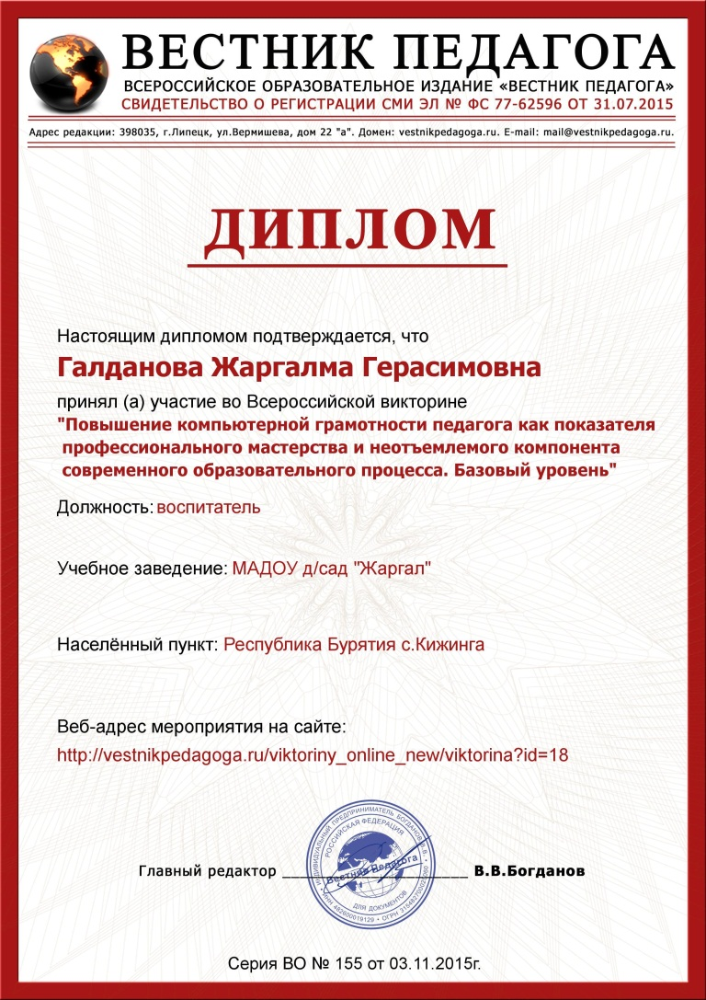 ВЕСТНИК ПЕДАГОГА
ВСЕРОССИЙСКОЕ ОБРАЗОВАТЕЛЬНОЕ ИЗДАНИЕ «ВЕСТНИК ПЕДАГОГА»
СВИДЕТЕЛЬСТВО О РЕГИСТРАЦИИ СМИ ЭЛ № ФС 77-62596 ОТ 31.07.2015
Адрес редакции: 398035, г.Липецк, ул.Вермишева, дом 22 "а". Домен: vestnikpedagoga.ru. E-mail: mail@vestnikpedagoga.ru.
ДИПЛОМ
Настоящим дипломом подтверждается, что
Галданова Жаргалма Герасимовна
принял (а) участие во Всероссийской викторине
"Повышение компьютерной грамотности педагога как показателя
профессионального мастерства и неотъемлемого компонента
современного образовательного процесса. Базовый уровень"
Должность: воспитатель
Учебное заведение: МАДОУ д/сад "Жаргал"
Населённый пункт: Республика Бурятия с.Кижинга
Веб-адрес мероприятия на сайте:
http://vestnikpedagoga.ru/viktoriny_online_new/viktorina?id=18
ИНДИВИДУАЛЬНЫЙ ПРЕДПРИНИМАТЕЛЬ БОГДАНОВ В.В.
РОССИЙСКАЯ ФЕДЕРАЦИЯ
Вестник Педагога
ДЛЯ ДОКУМЕНТОВ
Главный редактор ______________________ В.В.Богданов
Серия ВО № 155 от 03.11.2015г.